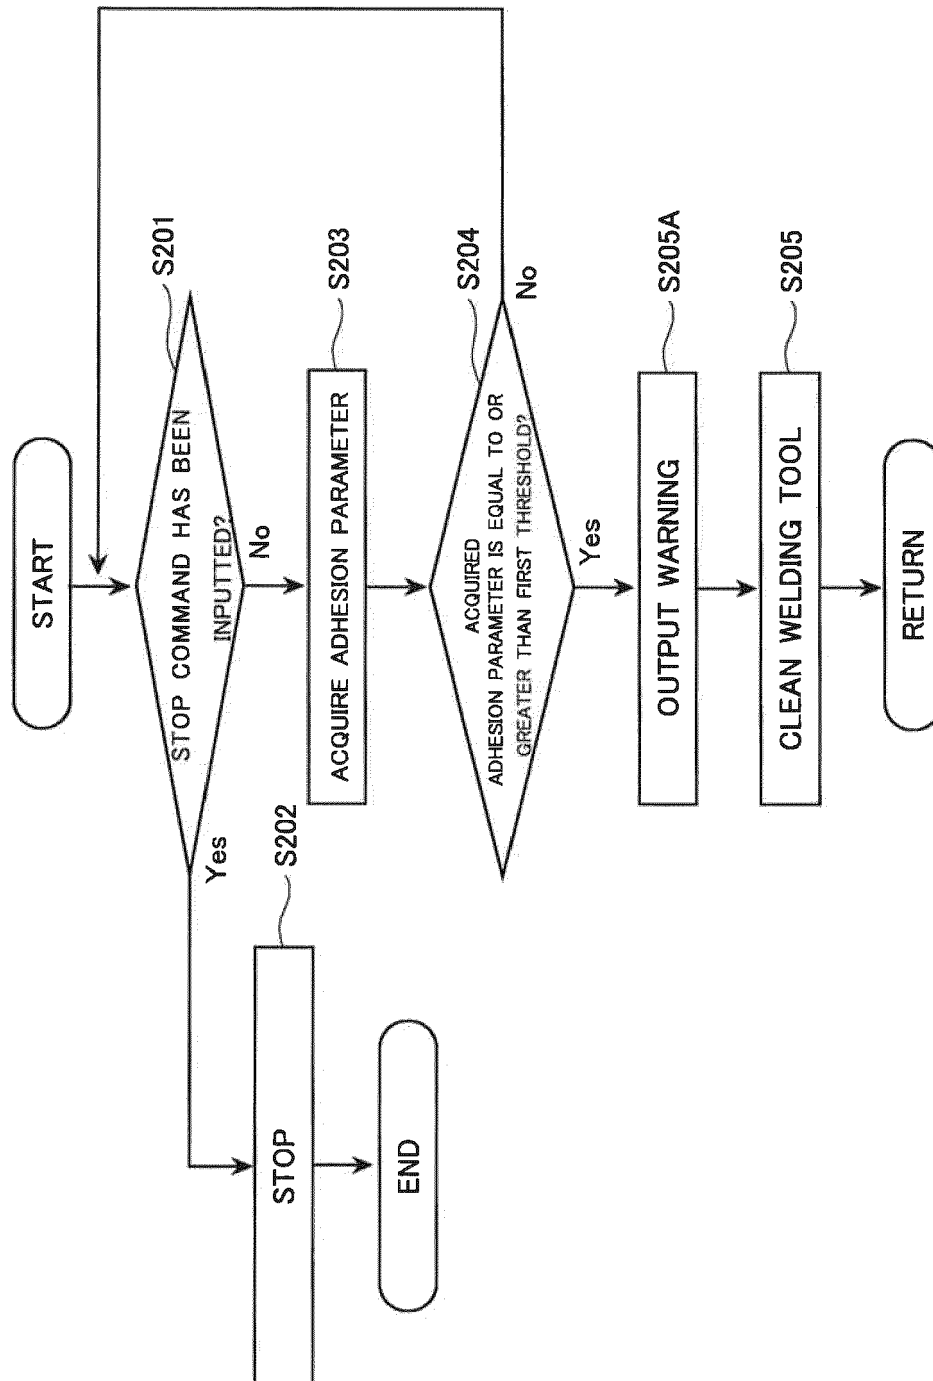 START
STOP COMMAND HAS BEEN
INPUTTED?
S201
Yes
No
STOP
S202
END
ACQUIRE ADHESION PARAMETER
S203
ACQUIRED
ADHESION PARAMETER IS EQUAL TO OR
GREATER THAN FIRST THRESHOLD?
S204
No
Yes
OUTPUT WARNING
S205A
CLEAN WELDING TOOL
S205
RETURN